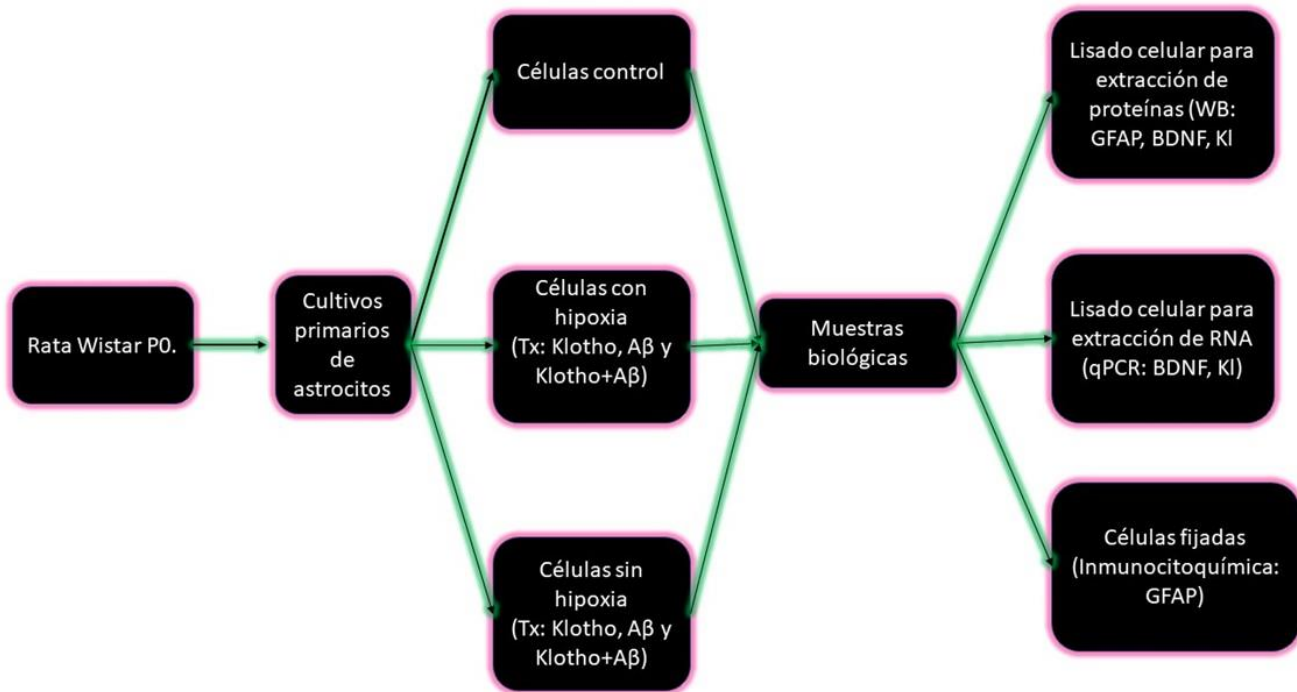 Rata Wistar P0.
Cultivos
primarios
de
astrocitos
Células control
Células con
hipoxia
(Tx: Klotho, Aβ y
Klotho+Aβ)
Células sin
hipoxia
(Tx: Klotho, Aβ y
Klotho+Aβ)
Muestras
biológicas
Lisado celular para
extracción de
proteínas (WB:
GFAP, BDNF, Kl
Lisado celular para
extracción de RNA
(qPCR: BDNF, Kl)
Células fijadas
(Inmunocitoquímica:
GFAP)